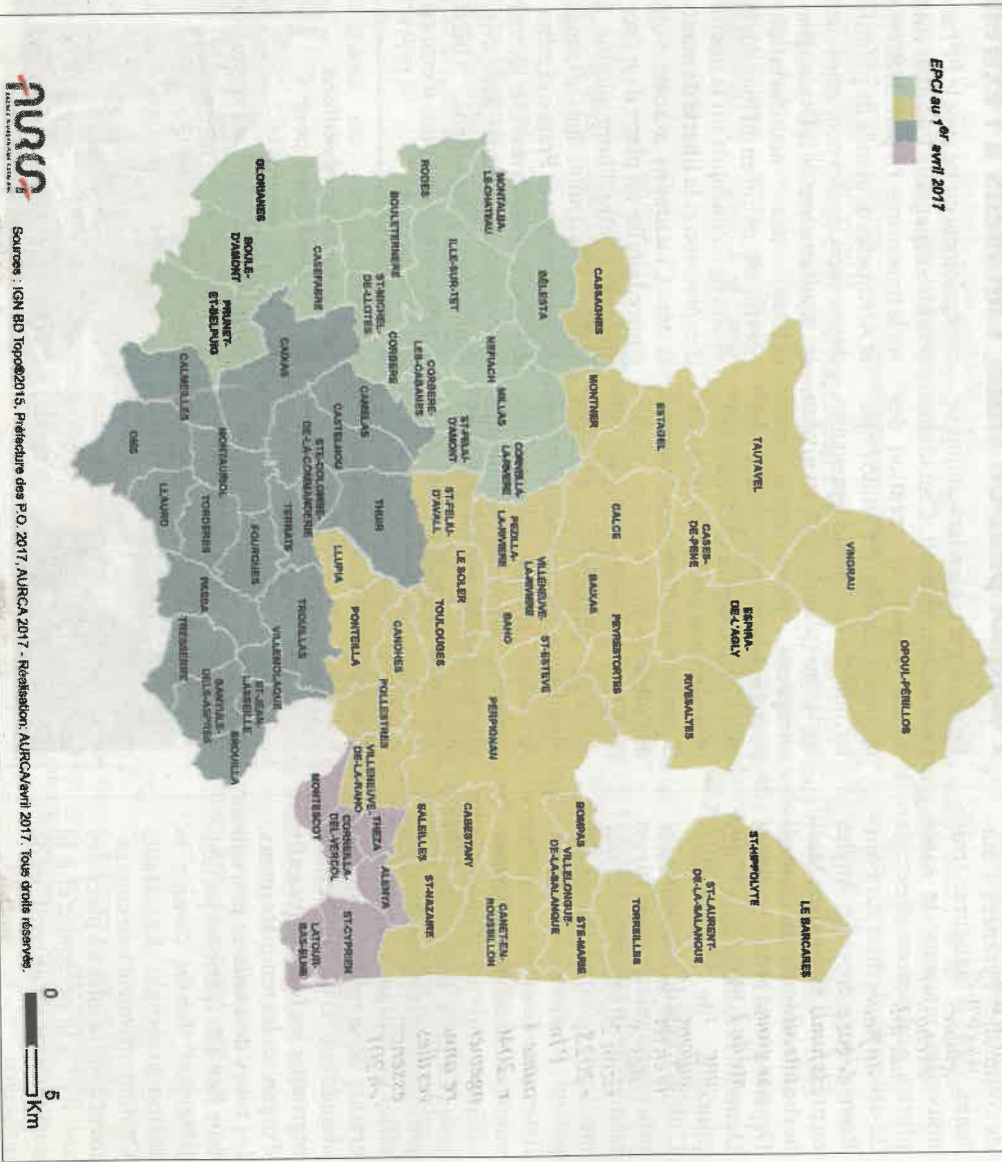 EPCI au 1er avril 2017
OPOUL-PÉRILLOS
VINGRAU
TAUTAVEL
LE BARCARES
ST-HIPPOLYTE
ST-LAURENT-
DE-LA-SALANQUE
ESPIRA-
DE-L'AGLY
CASES-
DE-PENE
RIVESALTES
ESTAGEL
TORREILLES
CASSAGNES
MONTNER
CALCE
BAIXAS
PEYRESTORTES
STE-MARIE
VILLELONGUE-
DE-LA-SALANQUE
BOMPAS
BÉLESTA
MONTALBA-
LE-CHATEAU
RODES
ILLE-SUR-TET
NEFIACH
MILLAS
CORNEILLA-
LA-RIVIERE
PEZILLA-
LA-RIVIERE
VILLENEUVE-
LA-RIVIERE
ST-ESTEVE
BAHO
PERPIGNAN
CANET-EN-
ROUSSILLON
CABESTANY
BOULETERNERE
ST-MICHEL-
DE-LLOTES
CORBERE-
LES-CABANES
CORBERE
ST-FELIU-
D'AMONT
ST-FELIU-
D'AVALL
LE SOLER
TOULOUGES
CANOHES
SALEILLES
ST-NAZAIRE
CASEFABRE
CAMELAS
CASTELNOU
THUIR
LLUPIA
PONTEILLA
POLLESTRES
VILLENEUVE-
DE-LA-RAHO
THEZA
ALENYA
CORNEILLA-
DEL-VERCOL
MONTESCOT
ST-CYPRIEN
LATOUR-
BAS-ELNE
GLORIANES
BOULE-
D'AMONT
PRUNET-
ET-BELPUIG
CAIXAS
STE-COLOMBE-
DE-LA-COMMANDERIE
TERRATS
TROUILLAS
FOURQUES
VILLEMOLAQUE
ST-JEAN-
LASSEILLE
BANYULS-
DELS-ASPRES
BROUILLA
CALMEILLES
MONTAURIOL
TORDERES
PASSA
TRESSERRE
OMS
LLAURO
AURCA
Sources : IGN BD Topo®2015, Préfecture des P.O. 2017, AURCA 2017 - Réalisation: AURCA/avril 2017. Tous droits réservés.
0 5
Km